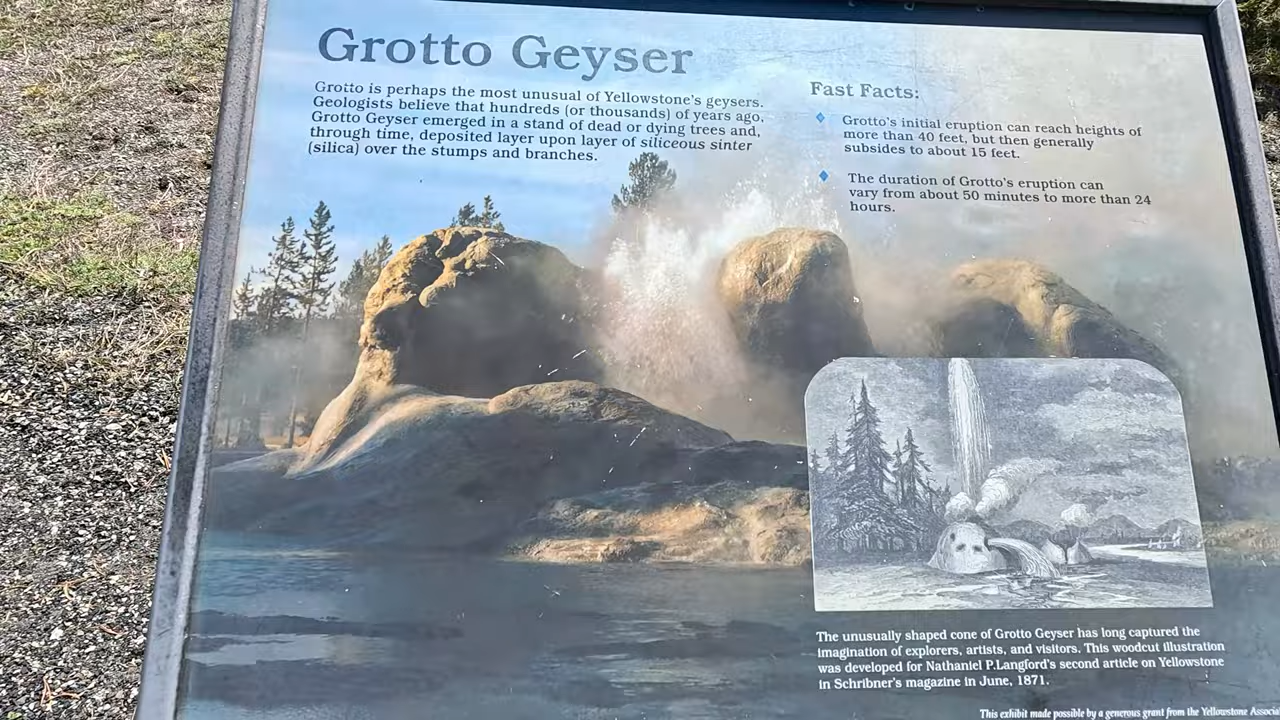 Grotto Geyser
Grotto is perhaps the most unusual of Yellowstone's geysers.
Geologists believe that hundreds (or thousands) of years ago,
Grotto Geyser emerged in a stand of dead or dying trees and,
through time, deposited layer upon layer of siliceous sinter
(silica) over the stumps and branches.
Fast Facts:
Grotto's initial eruption can reach heights of
more than 40 feet, but then generally
subsides to about 15 feet.
The duration of Grotto's eruption can
vary from about 50 minutes to more than 24
hours.
The unusually shaped cone of Grotto Geyser has long captured the
imagination of explorers, artists, and visitors. This woodcut illustration
was developed for Nathaniel P.Langford's second article on Yellowstone
in Scribner's magazine in June, 1871.
This exhibit made possible by a generous grant from the Yellowstone Associa